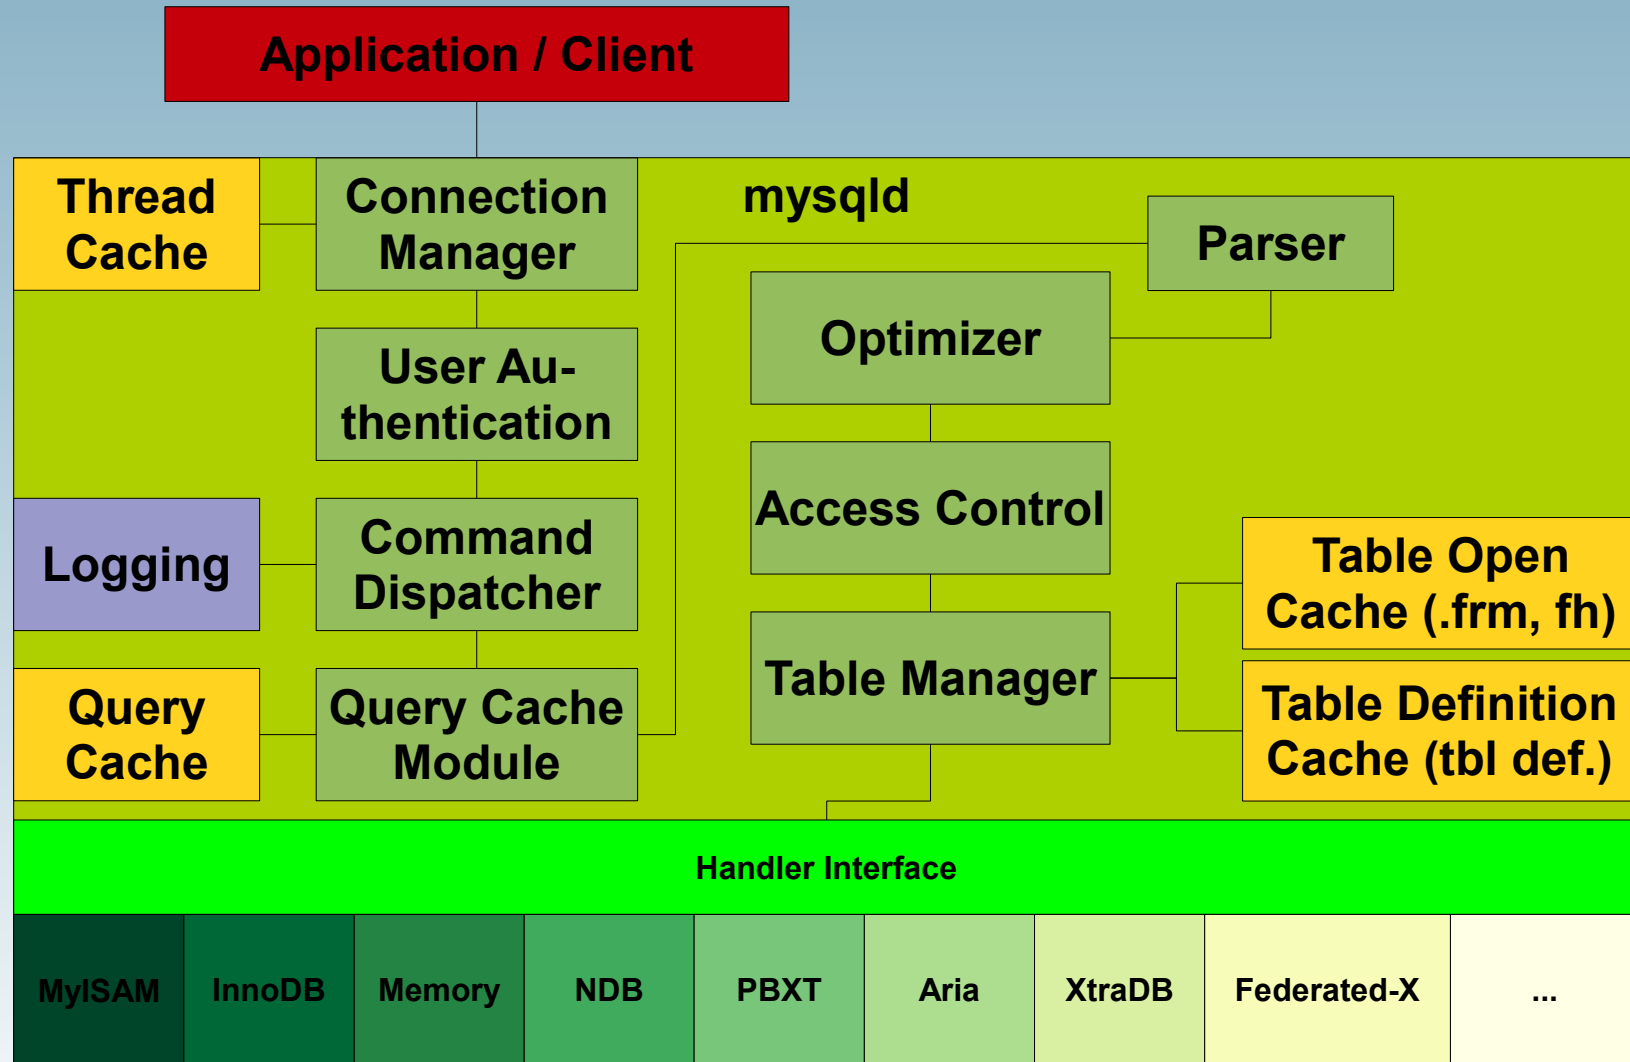 Application / Client
Thread
Cache
Connection
Manager
mysqld
Parser
Optimizer
User Au-
thentication
Access Control
Logging
Command
Dispatcher
Table Open
Cache (.frm, fh)
Table Manager
Query
Cache
Query Cache
Module
Table Definition
Cache (tbl def.)
Handler Interface
MyISAM
InnoDB
Memory
NDB
PBXT
Aria
XtraDB
Federated-X
...